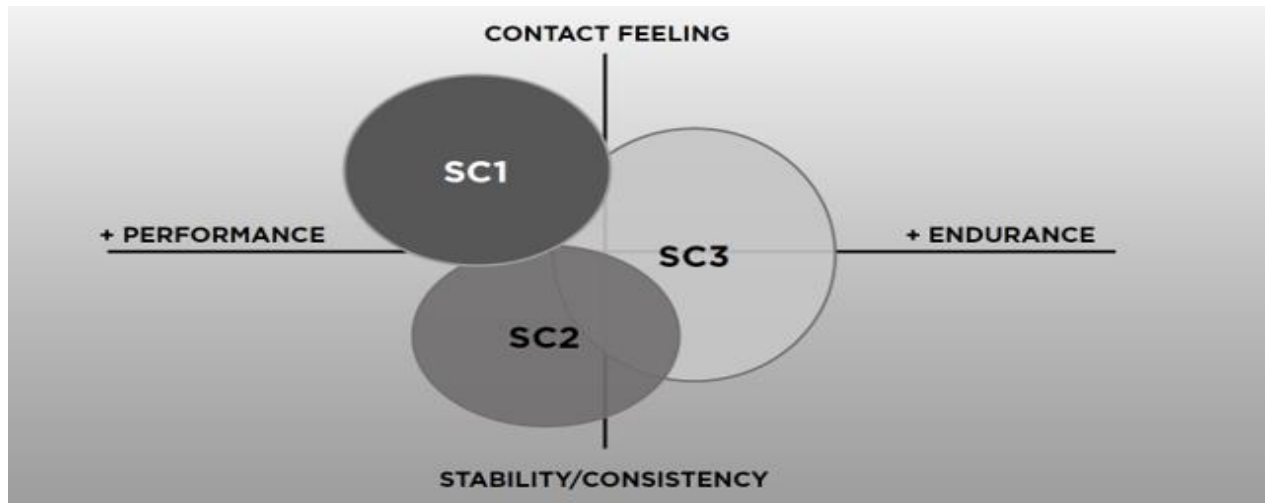 CONTACT FEELING
SC1
+ PERFORMANCE
+ ENDURANCE
SC3
SC2
STABILITY/CONSISTENCY